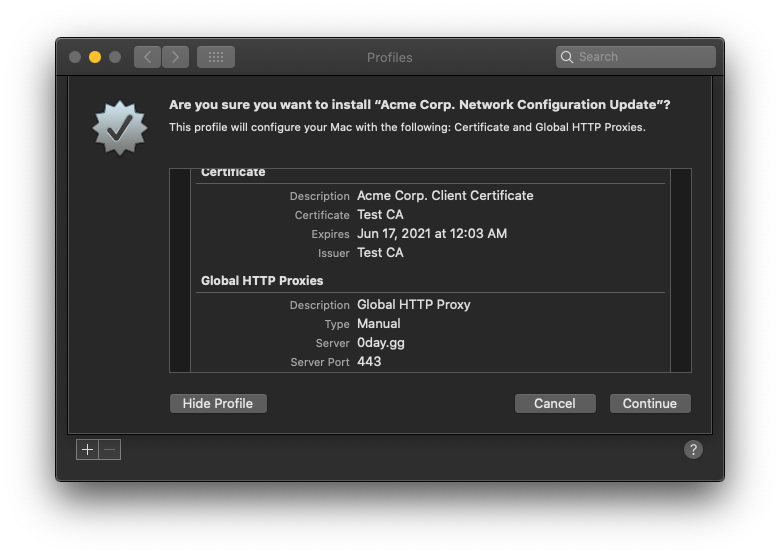 Profiles
Search
Are you sure you want to install “Acme Corp. Network Configuration Update”?
This profile will configure your Mac with the following: Certificate and Global HTTP Proxies.
Certificate
Description Acme Corp. Client Certificate
Certificate Test CA
Expires Jun 17, 2021 at 12:03 AM
Issuer Test CA
Global HTTP Proxies
Description Global HTTP Proxy
Type Manual
Server 0day.gg
Server Port 443
Hide Profile Cancel Continue
+ − ?